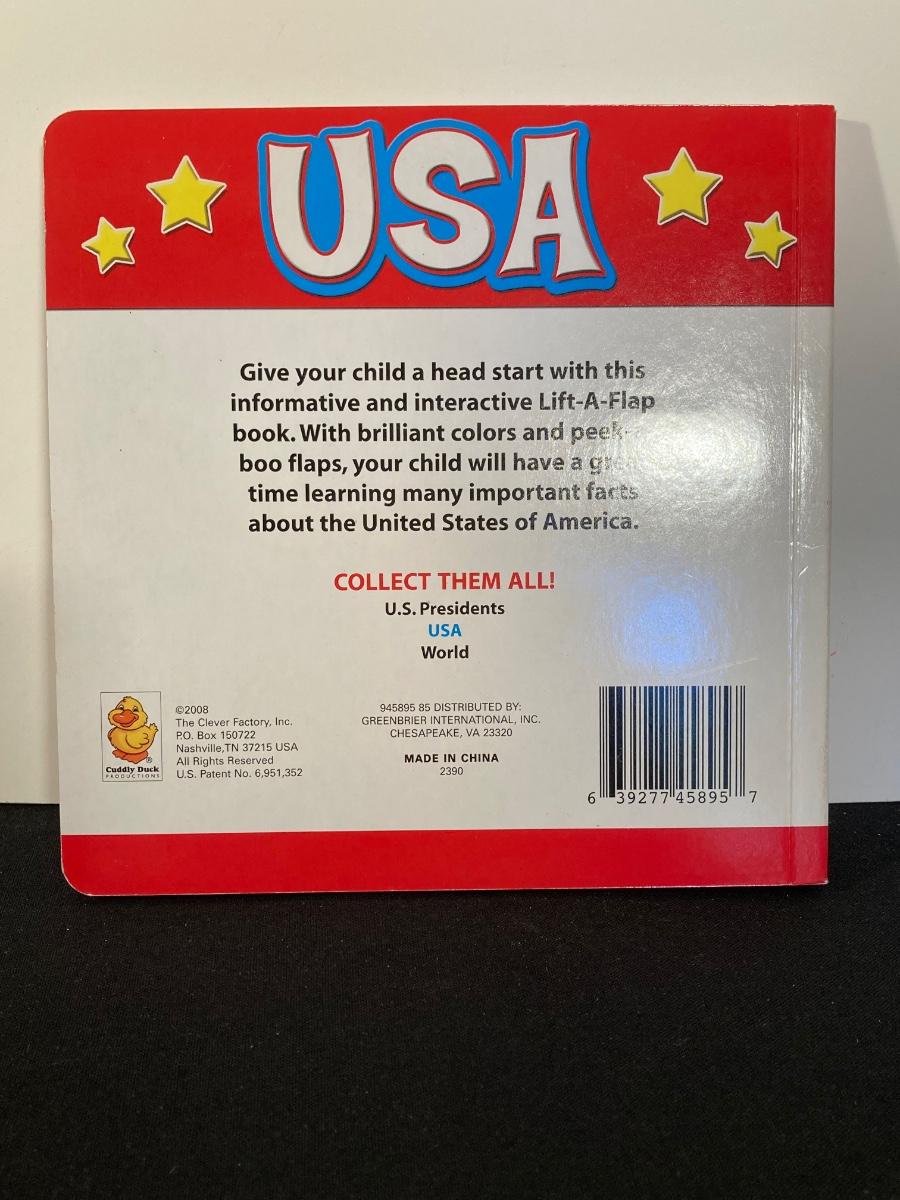 USA
Give your child a head start with this
informative and interactive Lift-A-Flap
book. With brilliant colors and peek-
boo flaps, your child will have a great
time learning many important facts
about the United States of America.
COLLECT THEM ALL!
U.S. Presidents
USA
World
Cuddly Duck
PRODUCTIONS
®
©2008
The Clever Factory, Inc.
P.O. Box 150722
Nashville,TN 37215 USA
All Rights Reserved
U.S. Patent No. 6,951,352
945895 85 DISTRIBUTED BY:
GREENBRIER INTERNATIONAL, INC.
CHESAPEAKE, VA 23320
MADE IN CHINA
2390
6 39277 45895 7